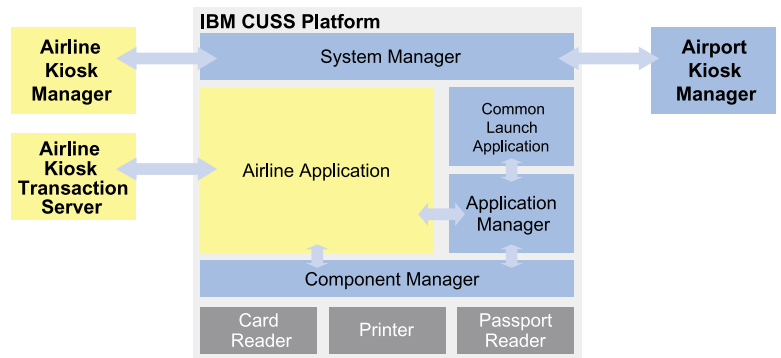 IBM CUSS Platform
Airline
Kiosk
Manager
System Manager
Airport
Kiosk
Manager
Airline
Kiosk
Transaction
Server
Airline Application
Common
Launch
Application
Application
Manager
Component Manager
Card
Reader
Printer
Passport
Reader